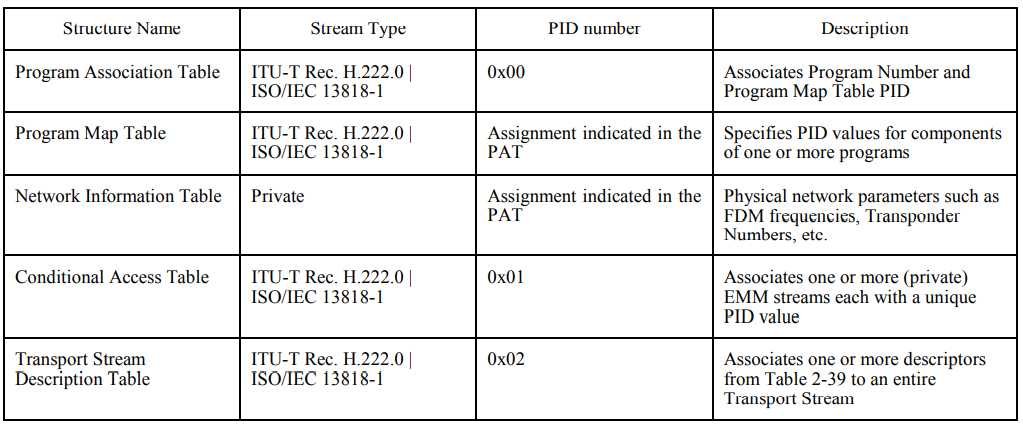 Structure Name
Stream Type
PID number
Description
Program Association Table
ITU-T Rec. H.222.0 |
ISO/IEC 13818-1
0x00
Associates Program Number and
Program Map Table PID
Program Map Table
ITU-T Rec. H.222.0 |
ISO/IEC 13818-1
Assignment indicated in the
PAT
Specifies PID values for components
of one or more programs
Network Information Table
Private
Assignment indicated in the
PAT
Physical network parameters such as
FDM frequencies, Transponder
Numbers, etc.
Conditional Access Table
ITU-T Rec. H.222.0 |
ISO/IEC 13818-1
0x01
Associates one or more (private)
EMM streams each with a unique
PID value
Transport Stream
Description Table
ITU-T Rec. H.222.0 |
ISO/IEC 13818-1
0x02
Associates one or more descriptors
from Table 2-39 to an entire
Transport Stream